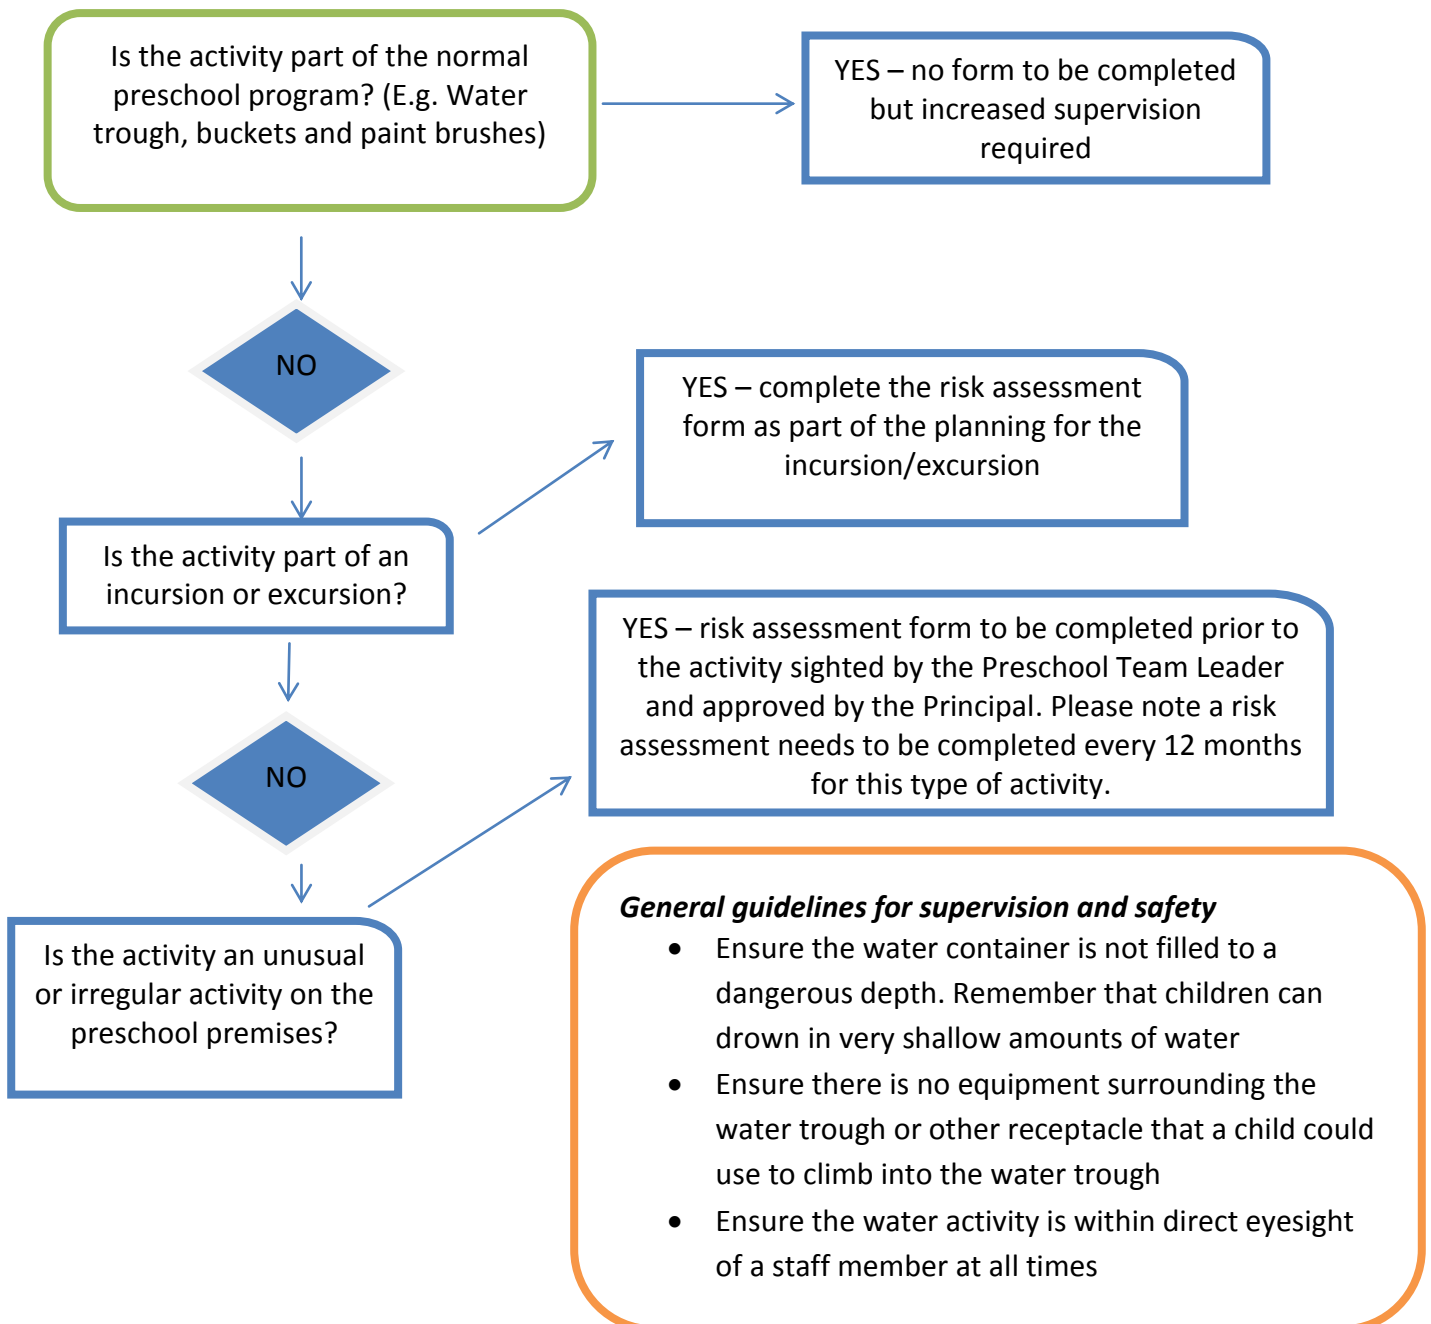 Is the activity part of the normal
preschool program? (E.g. Water
trough, buckets and paint brushes)
YES – no form to be completed
but increased supervision
required
NO
YES – complete the risk assessment
form as part of the planning for the
incursion/excursion
Is the activity part of an
incursion or excursion?
YES – risk assessment form to be completed prior to
the activity sighted by the Preschool Team Leader
and approved by the Principal. Please note a risk
assessment needs to be completed every 12 months
for this type of activity.
NO
Is the activity an unusual
or irregular activity on the
preschool premises?
General guidelines for supervision and safety
• Ensure the water container is not filled to a
dangerous depth. Remember that children can
drown in very shallow amounts of water
• Ensure there is no equipment surrounding the
water trough or other receptacle that a child could
use to climb into the water trough
• Ensure the water activity is within direct eyesight
of a staff member at all times